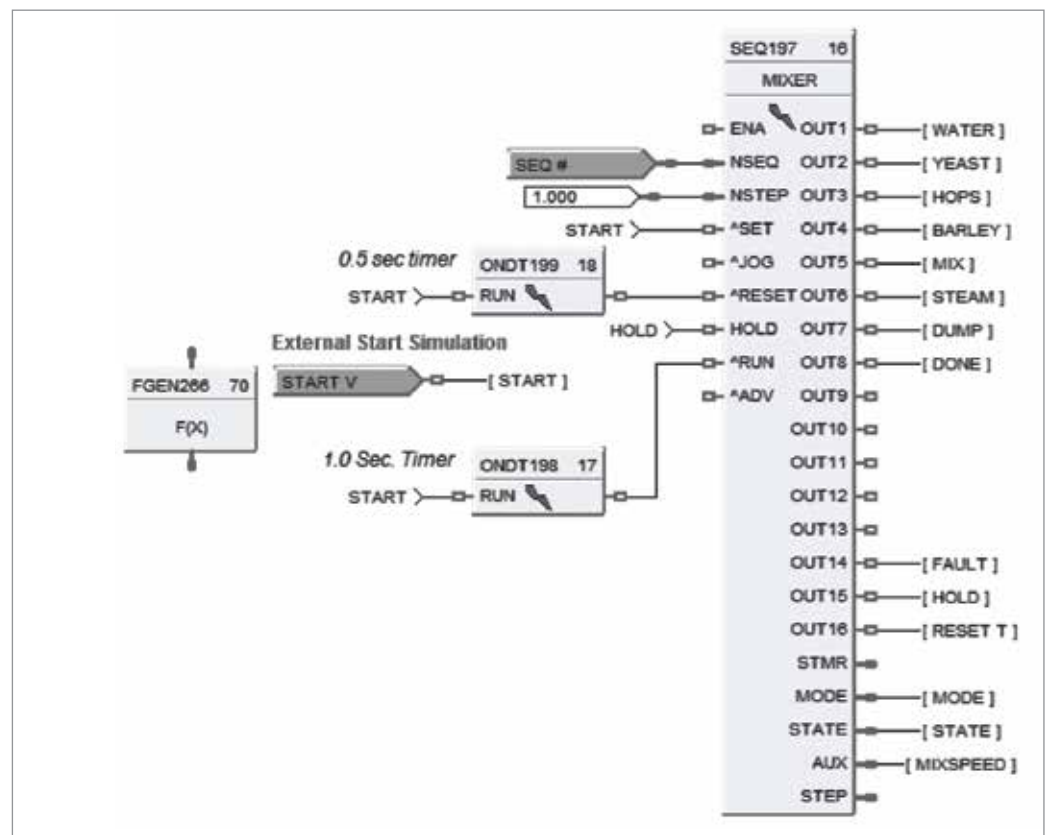 SEQ197 16
MIXER
ENA OUT1 [ WATER ]
SEQ # NSEQ OUT2 [ YEAST ]
1.000 NSTEP OUT3 [ HOPS ]
START ^SET OUT4 [ BARLEY ]
0.5 sec timer ONDT199 18 ^JOG OUT5 [ MIX ]
START RUN ^RESET OUT6 [ STEAM ]
HOLD HOLD OUT7 [ DUMP ]
External Start Simulation
^RUN OUT8 [ DONE ]
FGEN266 70 START V [ START ] ^ADV OUT9
F(X) OUT10
1.0 Sec. Timer ONDT198 17 OUT11
START RUN OUT12
OUT13
OUT14 [ FAULT ]
OUT15 [ HOLD ]
OUT16 [ RESET T ]
STMR
MODE [ MODE ]
STATE [ STATE ]
AUX [ MIXSPEED ]
STEP